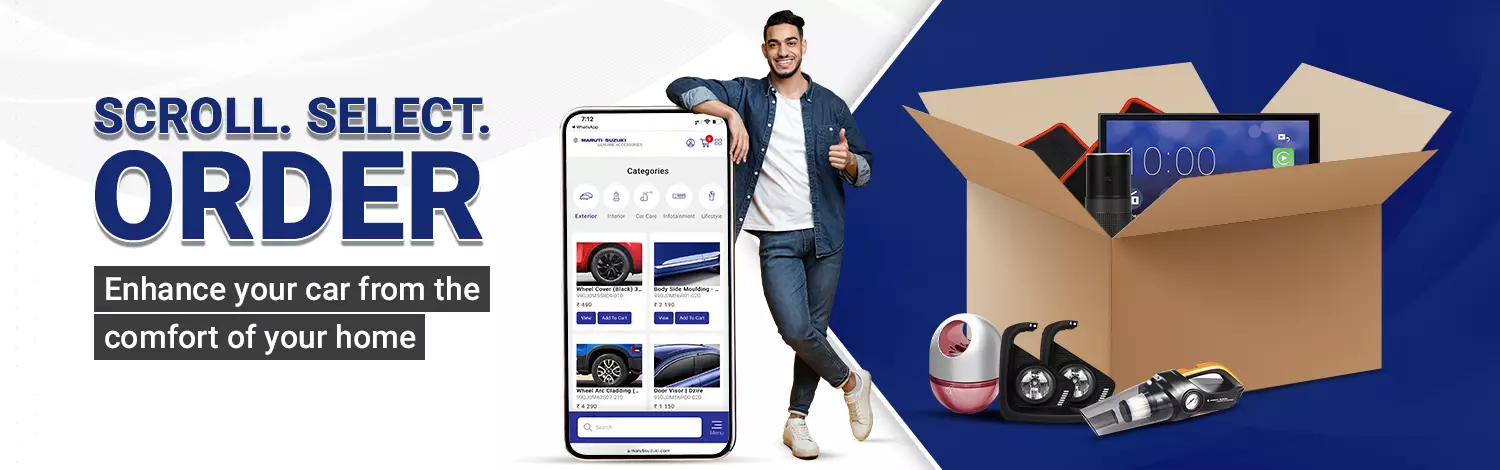 SCROLL. SELECT.
ORDER
Enhance your car from the
comfort of your home
7:12
WhatsApp
MARUTI SUZUKI
GENUINE ACCESSORIES
Categories
Exterior Interior Car Care Infotainment Lifestyle
Wheel Cover (Black) 3... Body Side Moulding - ...
990J0M56R01-020
₹ 490 ₹ 2 190
View Add To Cart View Add To Cart
Wheel Arc Cladding (... Door Visor | Dzire
₹ 4 290 ₹ 1 150
Search
Menu
10:00